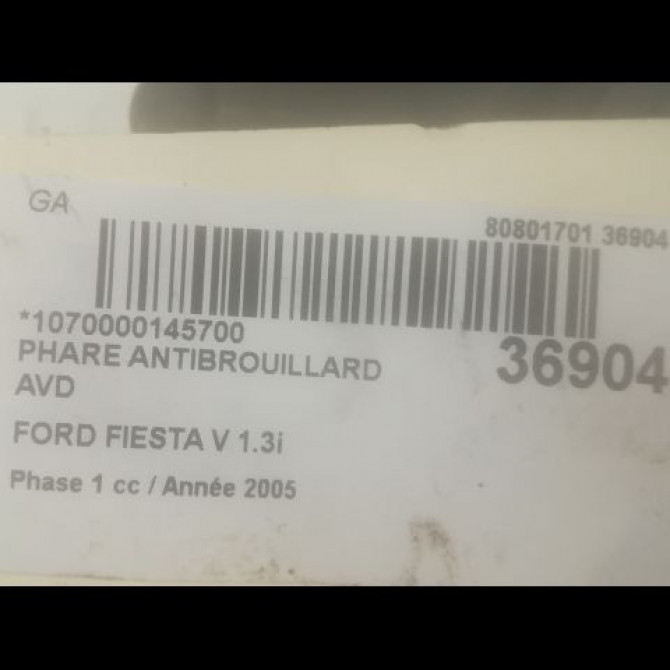 GA
80801701 36904
*1070000145700
36904
PHARE ANTIBROUILLARD
AVD
FORD FIESTA V 1.3i
Phase 1 cc / Année 2005